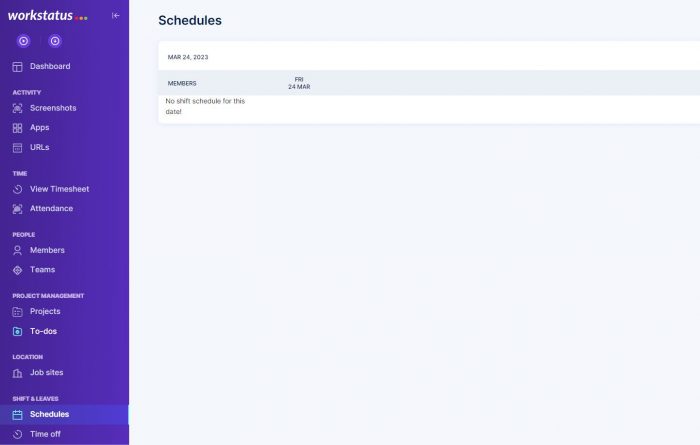 workstatus
Dashboard
ACTIVITY
Screenshots
Apps
URLs
TIME
View Timesheet
Attendance
PEOPLE
Members
Teams
PROJECT MANAGEMENT
Projects
To-dos
LOCATION
Job sites
SHIFT & LEAVES
Schedules
Time off
Schedules
MAR 24, 2023
MEMBERS
FRI
24 MAR
No shift schedule for this
date!